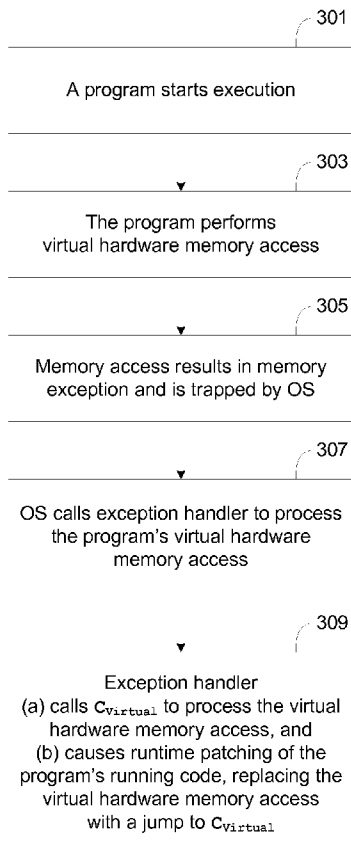 301
A program starts execution
303
The program performs
virtual hardware memory access
305
Memory access results in memory
exception and is trapped by OS
307
OS calls exception handler to process
the program's virtual hardware
memory access
309
Exception handler
(a) calls CVirtual to process the virtual
hardware memory access, and
(b) causes runtime patching of the
program's running code, replacing the
virtual hardware memory access
with a jump to CVirtual